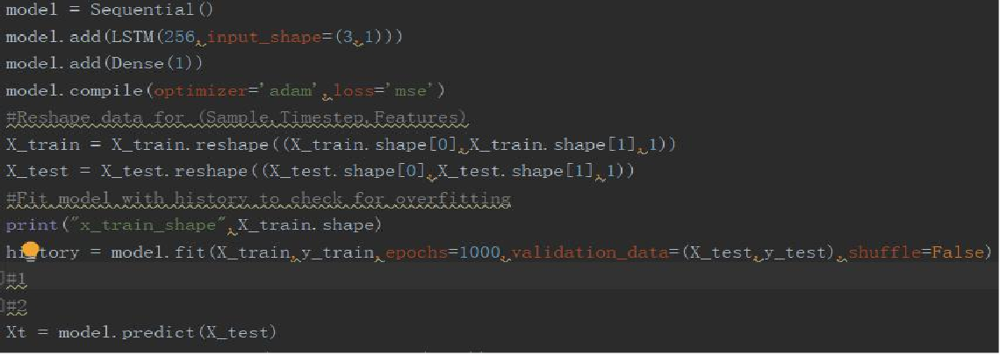 model = Sequential()
model.add(LSTM(256,input_shape=(3,1)))
model.add(Dense(1))
model.compile(optimizer='adam',loss='mse')
#Reshape data for (Sample,Timestep,Features)
X_train = X_train.reshape((X_train.shape[0],X_train.shape[1],1))
X_test = X_test.reshape((X_test.shape[0],X_test.shape[1],1))
#Fit model with history to check for overfitting
print("x_train_shape",X_train.shape)
history = model.fit(X_train,y_train,epochs=1000,validation_data=(X_test,y_test),shuffle=False)
#1
#2
Xt = model.predict(X_test)